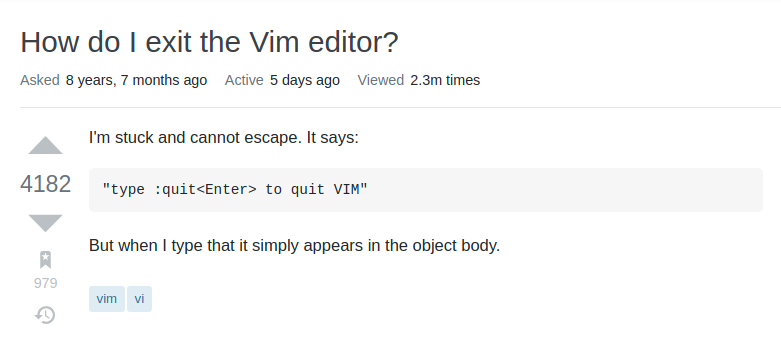 How do I exit the Vim editor?
Asked 8 years, 7 months ago Active 5 days ago Viewed 2.3m times
I'm stuck and cannot escape. It says:
4182
"type :quit<Enter> to quit VIM"
But when I type that it simply appears in the object body.
979
vim vi